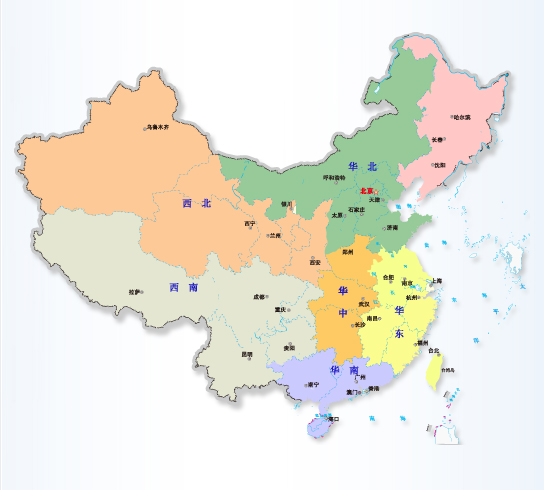 哈尔滨
乌鲁木齐
长春
沈阳
华 北
呼和浩特
北京
天津
西 北
银川
石家庄
太原
济南
西宁
兰州
郑州
西安
西 南
拉萨
成都
重庆
合肥
南京
上海
杭州
华
中
武汉
南昌
长沙
华
东
贵阳
昆明
福州
台北
台湾岛
华 南
广州
南宁
澳门
香港
海口
南 海